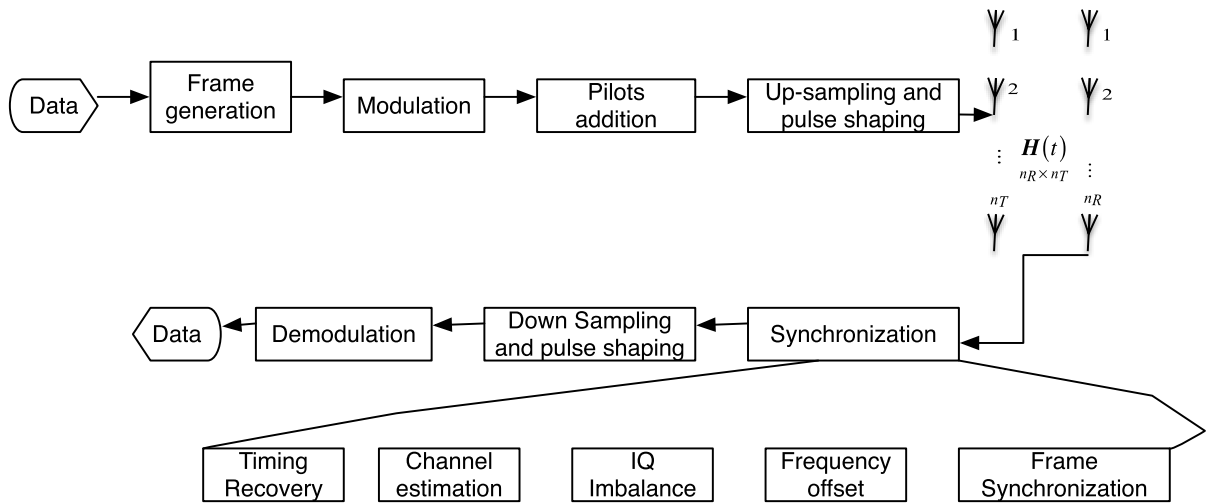 Data
Frame
generation
Modulation
Pilots
addition
Up-sampling and
pulse shaping
1
1
2
2
⋮
H(t)
⋮
nR×nT
nT
nR
Data
Demodulation
Down Sampling
and pulse shaping
Synchronization
Timing
Recovery
Channel
estimation
IQ
Imbalance
Frequency
offset
Frame
Synchronization